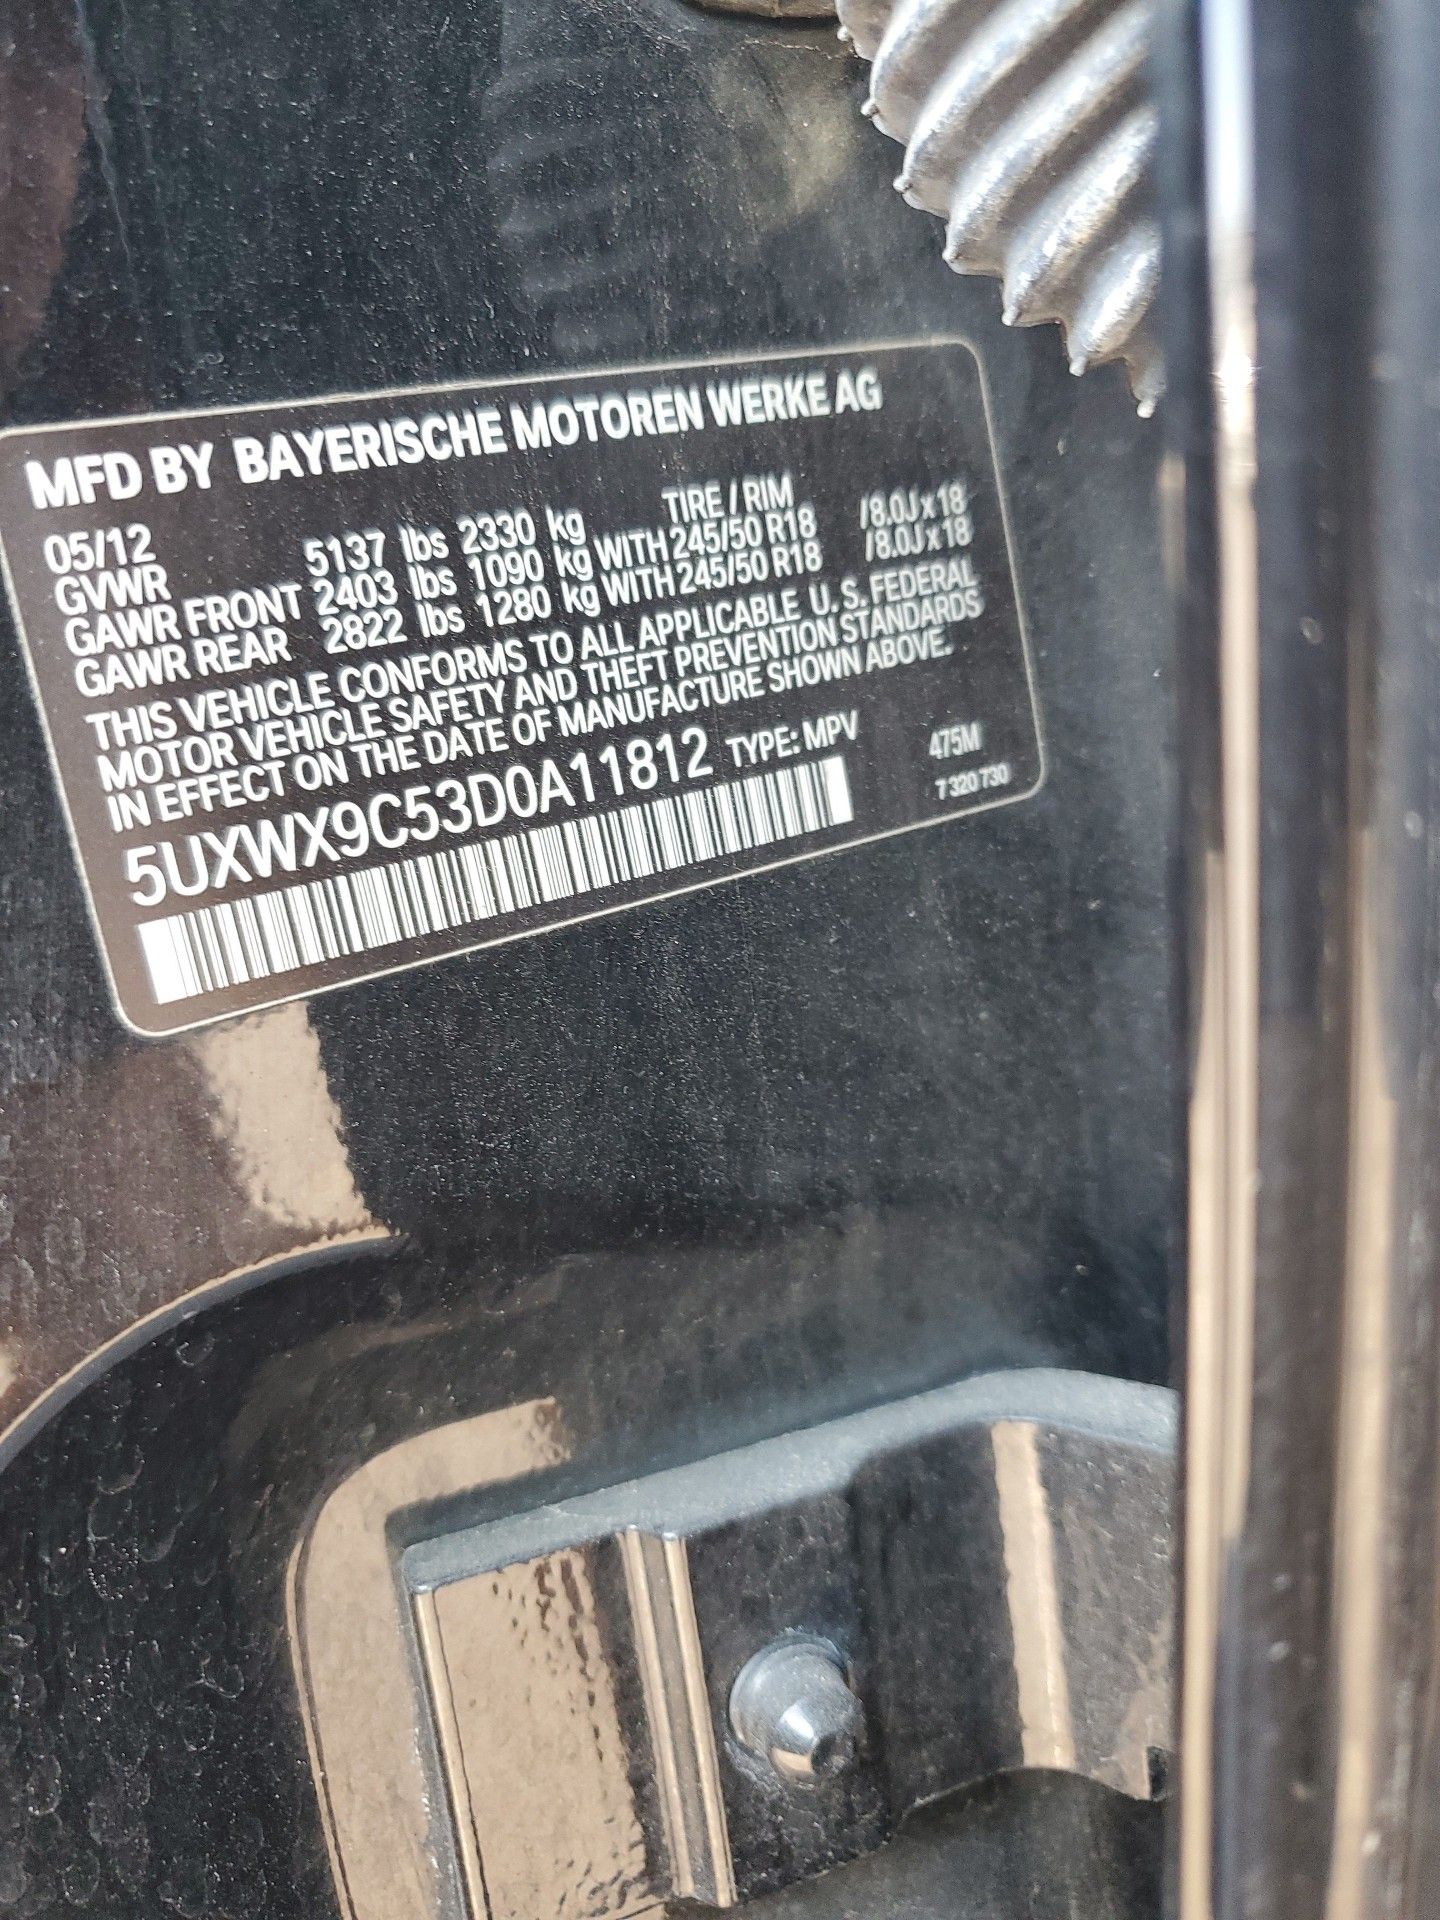 MFD BY BAYERISCHE MOTOREN WERKE AG
05/12 TIRE / RIM
GVWR 5137 lbs 2330 kg
GAWR FRONT 2403 lbs 1090 kg WITH 245/50 R18 /8.0J x 18
GAWR REAR 2822 lbs 1280 kg WITH 245/50 R18 /8.0J x 18
THIS VEHICLE CONFORMS TO ALL APPLICABLE U. S. FEDERAL
MOTOR VEHICLE SAFETY AND THEFT PREVENTION STANDARDS
IN EFFECT ON THE DATE OF MANUFACTURE SHOWN ABOVE.
5UXWX9C53D0A11812 TYPE: MPV 475M
7 320 730